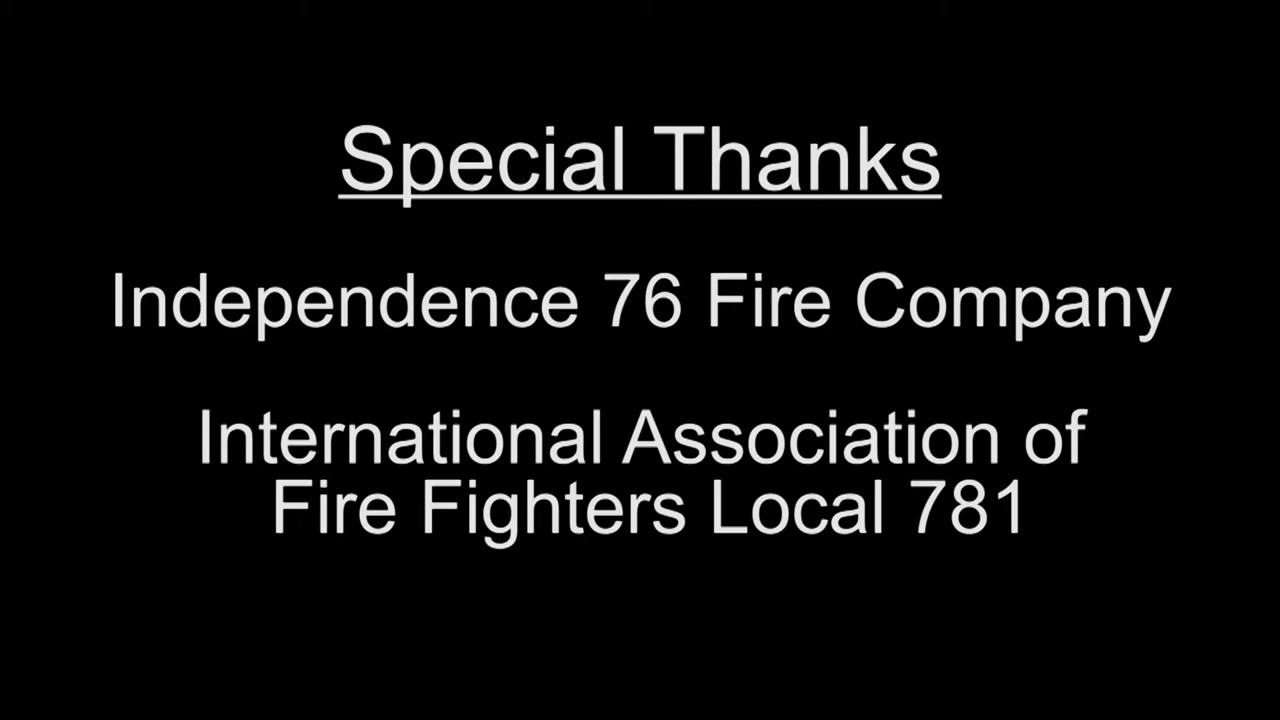 Special Thanks
Independence 76 Fire Company
International Association of
Fire Fighters Local 781